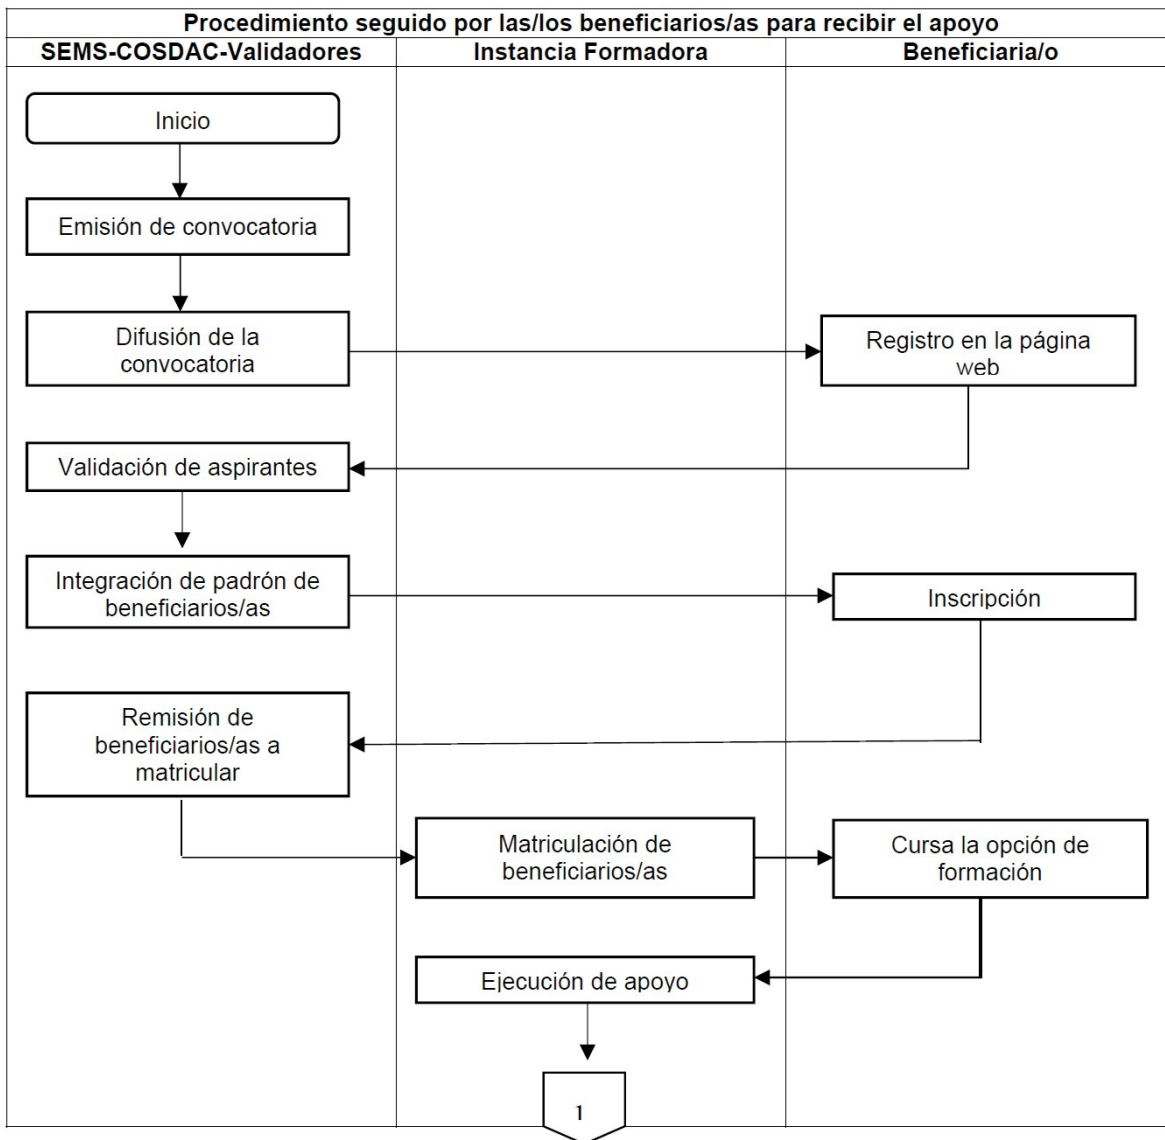 Procedimiento seguido por las/los beneficiarios/as para recibir el apoyo
SEMS-COSDAC-Validadores
Instancia Formadora
Beneficiaria/o
Inicio
Emisión de convocatoria
Difusión de la
convocatoria
Registro en la página
web
Validación de aspirantes
Integración de padrón de
beneficiarios/as
Inscripción
Remisión de
beneficiarios/as a
matricular
Matriculación de
beneficiarios/as
Cursa la opción de
formación
Ejecución de apoyo
1